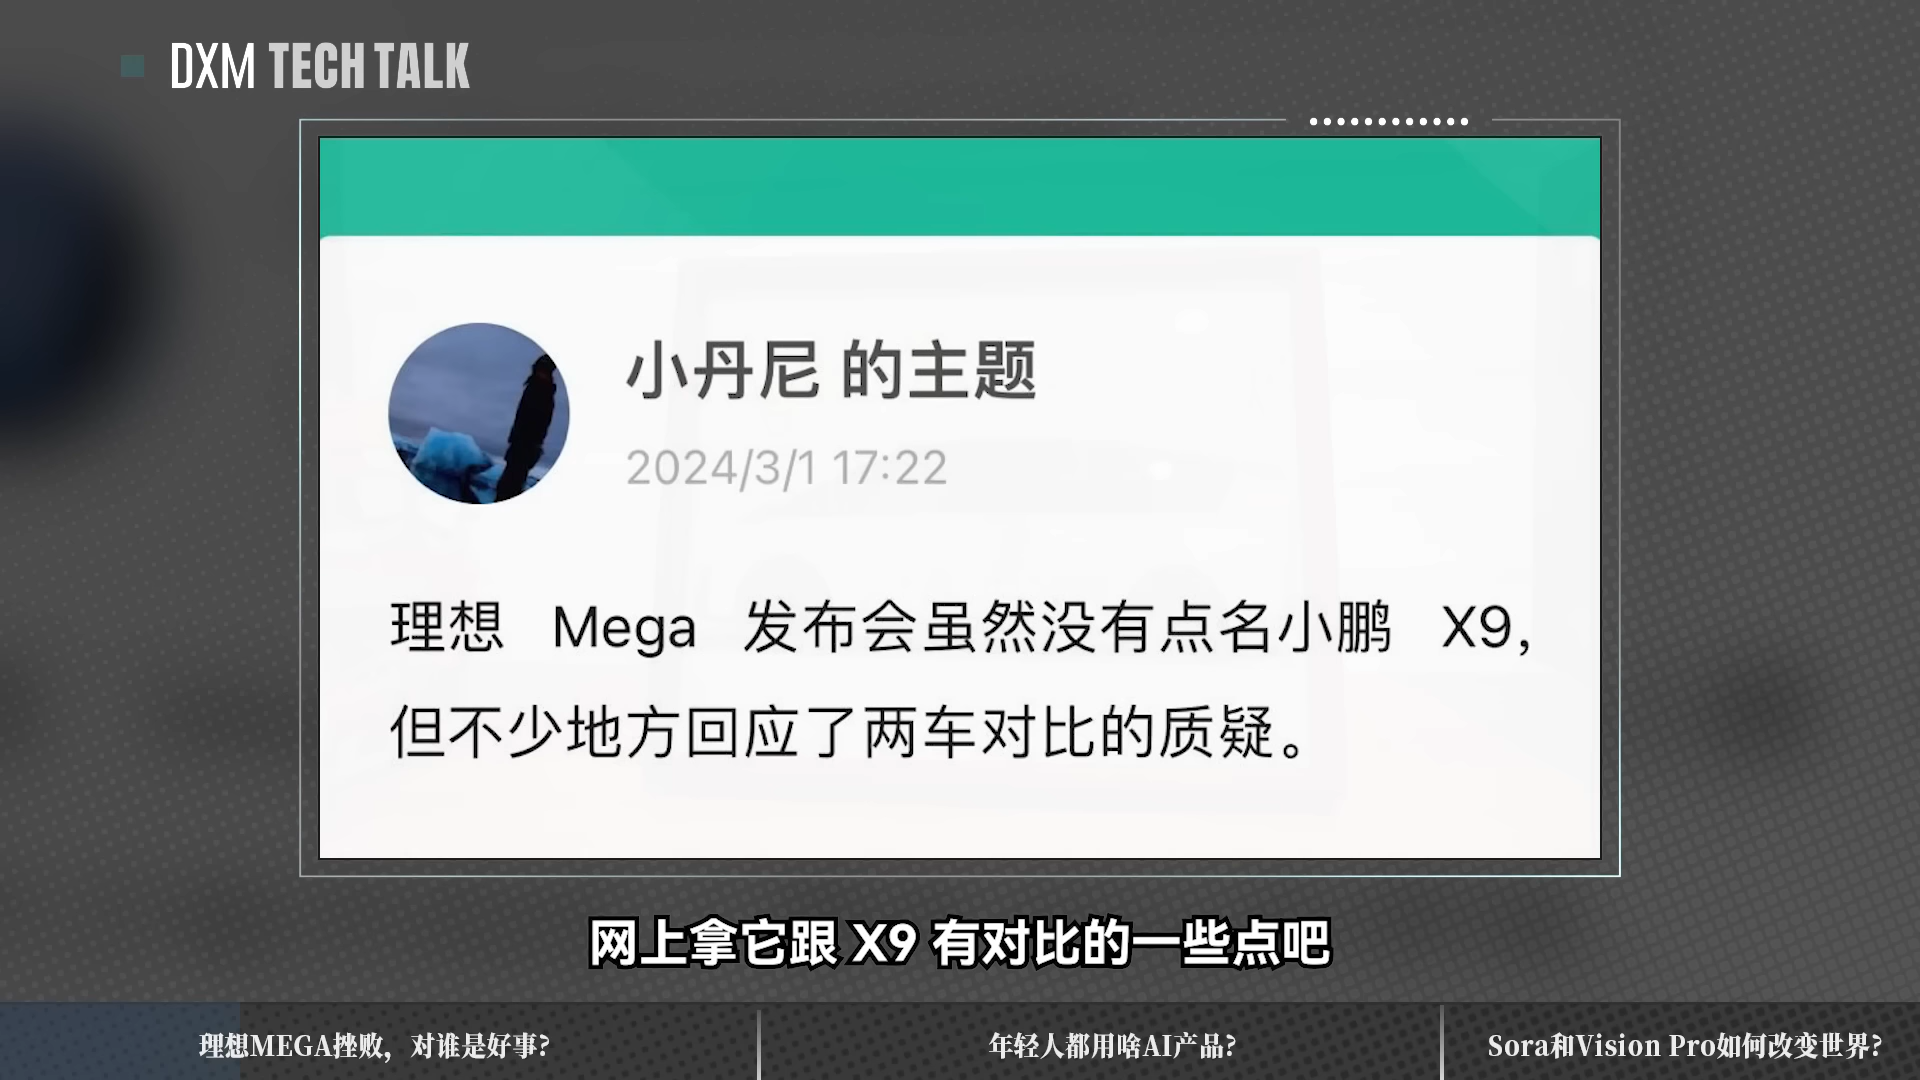 DXM TECH TALK
小丹尼 的主题
2024/3/1 17:22
理想 Mega 发布会虽然没有点名小鹏 X9,
但不少地方回应了两车对比的质疑。
网上拿它跟 X9 有对比的一些点吧
理想MEGA挫败，对谁是好事?
年轻人都用啥AI产品?
Sora和Vision Pro如何改变世界?